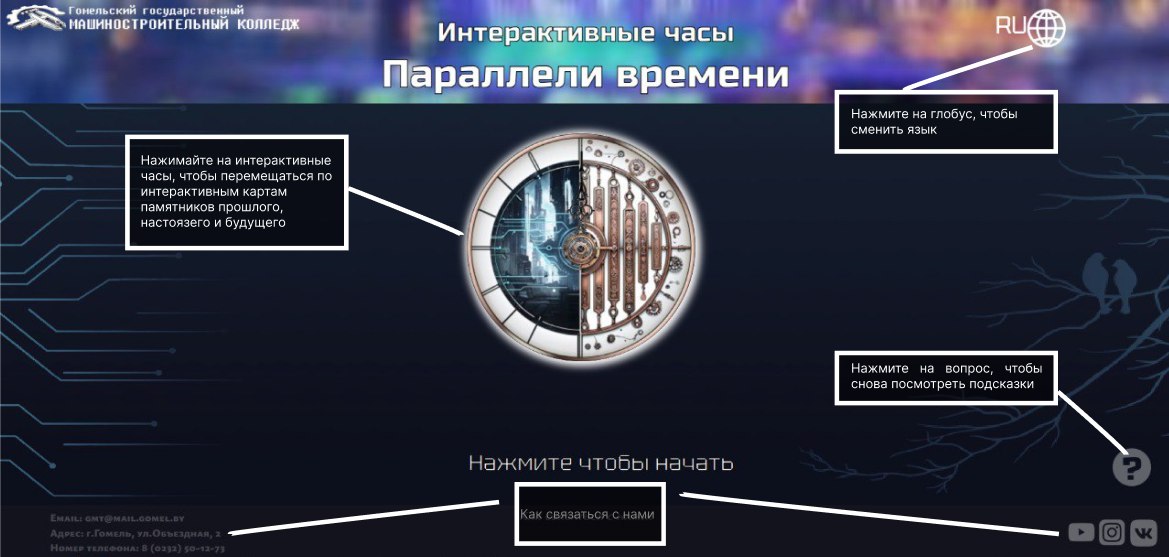 Гомельский государственный
МАШИНОСТРОИТЕЛЬНЫЙ КОЛЛЕДЖ
Интерактивные часы
Параллели времени
RU
Нажмите на глобус, чтобы
сменить язык
Нажимайте на интерактивные
часы, чтобы перемещаться по
интерактивным картам
памятников прошлого,
настоязего и будущего
Нажмите на вопрос, чтобы
снова посмотреть подсказки
?
Нажмите чтобы начать
Как связаться с нами
Email: gmt@mail.gomel.by
Адрес: г.Гомель, ул.Объездная, 2
Номер телефона: 8 (0232) 50-12-73